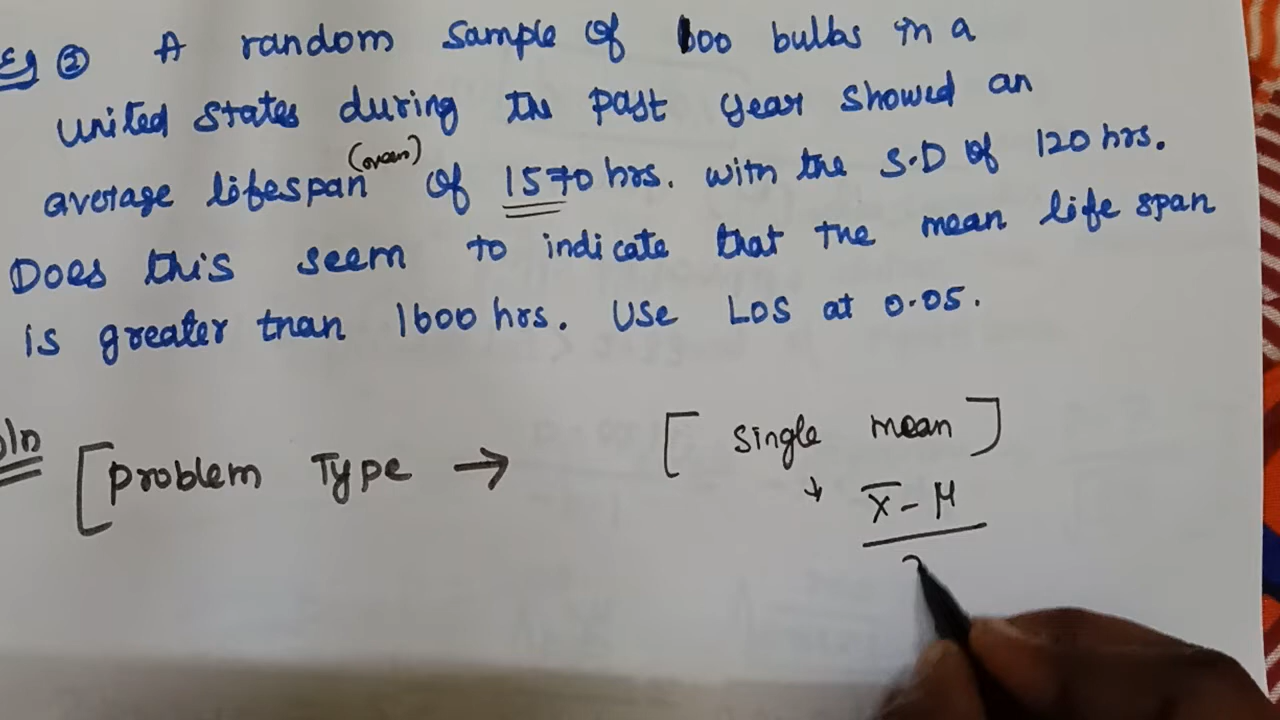 Eg ② A random sample of 100 bulbs in a
United states during the past year showed an
average lifespan (mean) of 1570 hrs. with the S.D of 120 hrs.
Does this seem to indicate that the mean life span
is greater than 1600 hrs. Use LOS at 0.05.
oln [Problem Type → [Single mean]
↓ x̄ - μ